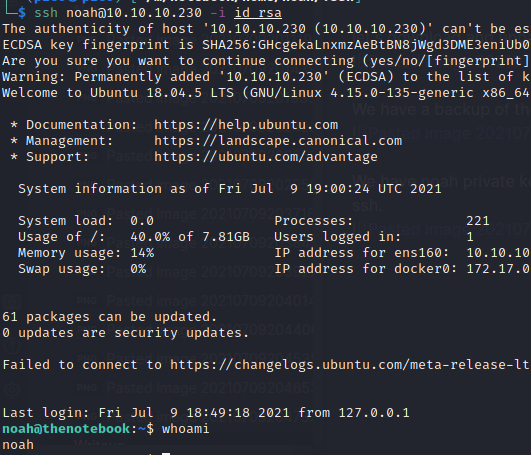 ssh noah@10.10.10.230 -i id_rsa
The authenticity of host '10.10.10.230 (10.10.10.230)' can't be es
ECDSA key fingerprint is SHA256:GHcgekaLnxmzAeBtBN8jWgd3DME3eniUb0
Are you sure you want to continue connecting (yes/no/[fingerprint]
Warning: Permanently added '10.10.10.230' (ECDSA) to the list of k
Welcome to Ubuntu 18.04.5 LTS (GNU/Linux 4.15.0-135-generic x86_64
* Documentation: https://help.ubuntu.com
* Management: https://landscape.canonical.com
* Support: https://ubuntu.com/advantage
System information as of Fri Jul 9 19:00:24 UTC 2021
System load: 0.0 Processes: 221
Usage of /: 40.0% of 7.81GB Users logged in: 1
Memory usage: 14% IP address for ens160: 10.10.10
Swap usage: 0% IP address for docker0: 172.17.0
61 packages can be updated.
0 updates are security updates.
Failed to connect to https://changelogs.ubuntu.com/meta-release-lt
Last login: Fri Jul 9 18:49:18 2021 from 127.0.0.1
noah@thenotebook:~$ whoami
noah